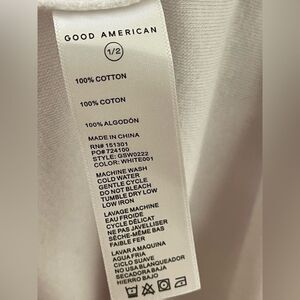 GOOD AMERICAN
1/2
100% COTTON
100% COTON
100% ALGODÓN
MADE IN CHINA
RN# 151301
PO# 724100
STYLE: GSW0222
COLOR: WHITE001
MACHINE WASH
COLD WATER
GENTLE CYCLE
DO NOT BLEACH
TUMBLE DRY LOW
LOW IRON
LAVAGE MACHINE
EAU FROIDE
CYCLE DÉLICAT
NE PAS JAVELLISER
SÈCHE-MÊME BAS
FAIBLE FER
LAVAR A MAQUINA
AGUA FRIA
CICLO SUAVE
NO USA BLANQUEADOR
SECADORA BAJA
HIERRO BAJO